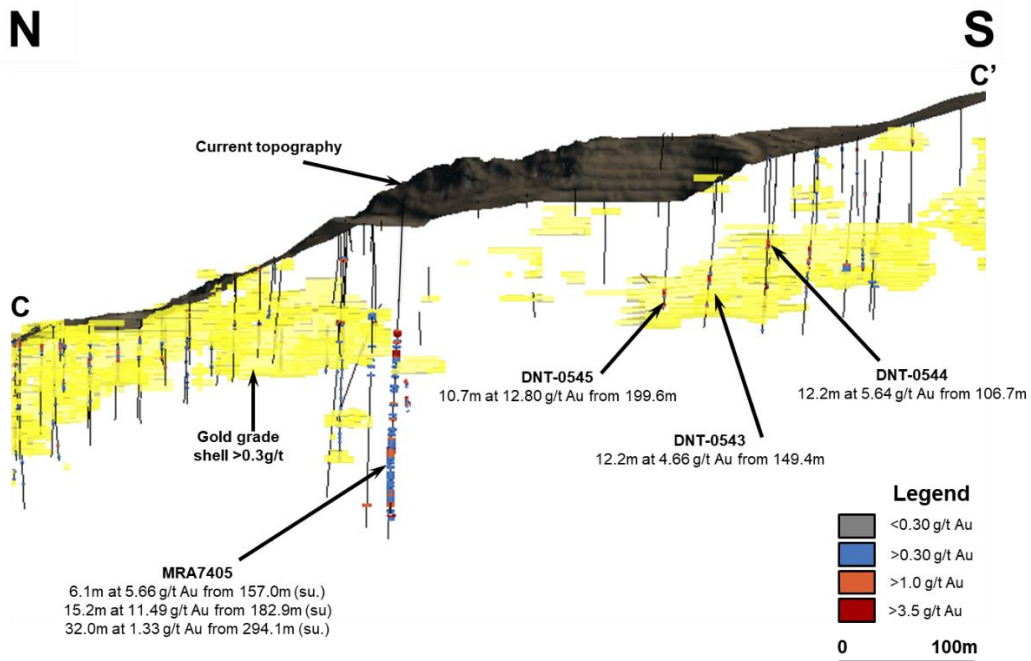 N
S
C'
Current topography
C
DNT-0545
10.7m at 12.80 g/t Au from 199.6m
DNT-0544
12.2m at 5.64 g/t Au from 106.7m
DNT-0543
12.2m at 4.66 g/t Au from 149.4m
Gold grade
shell >0.3g/t
MRA7405
6.1m at 5.66 g/t Au from 157.0m (su.)
15.2m at 11.49 g/t Au from 182.9m (su)
32.0m at 1.33 g/t Au from 294.1m (su.)
Legend
<0.30 g/t Au
>0.30 g/t Au
>1.0 g/t Au
>3.5 g/t Au
0 100m